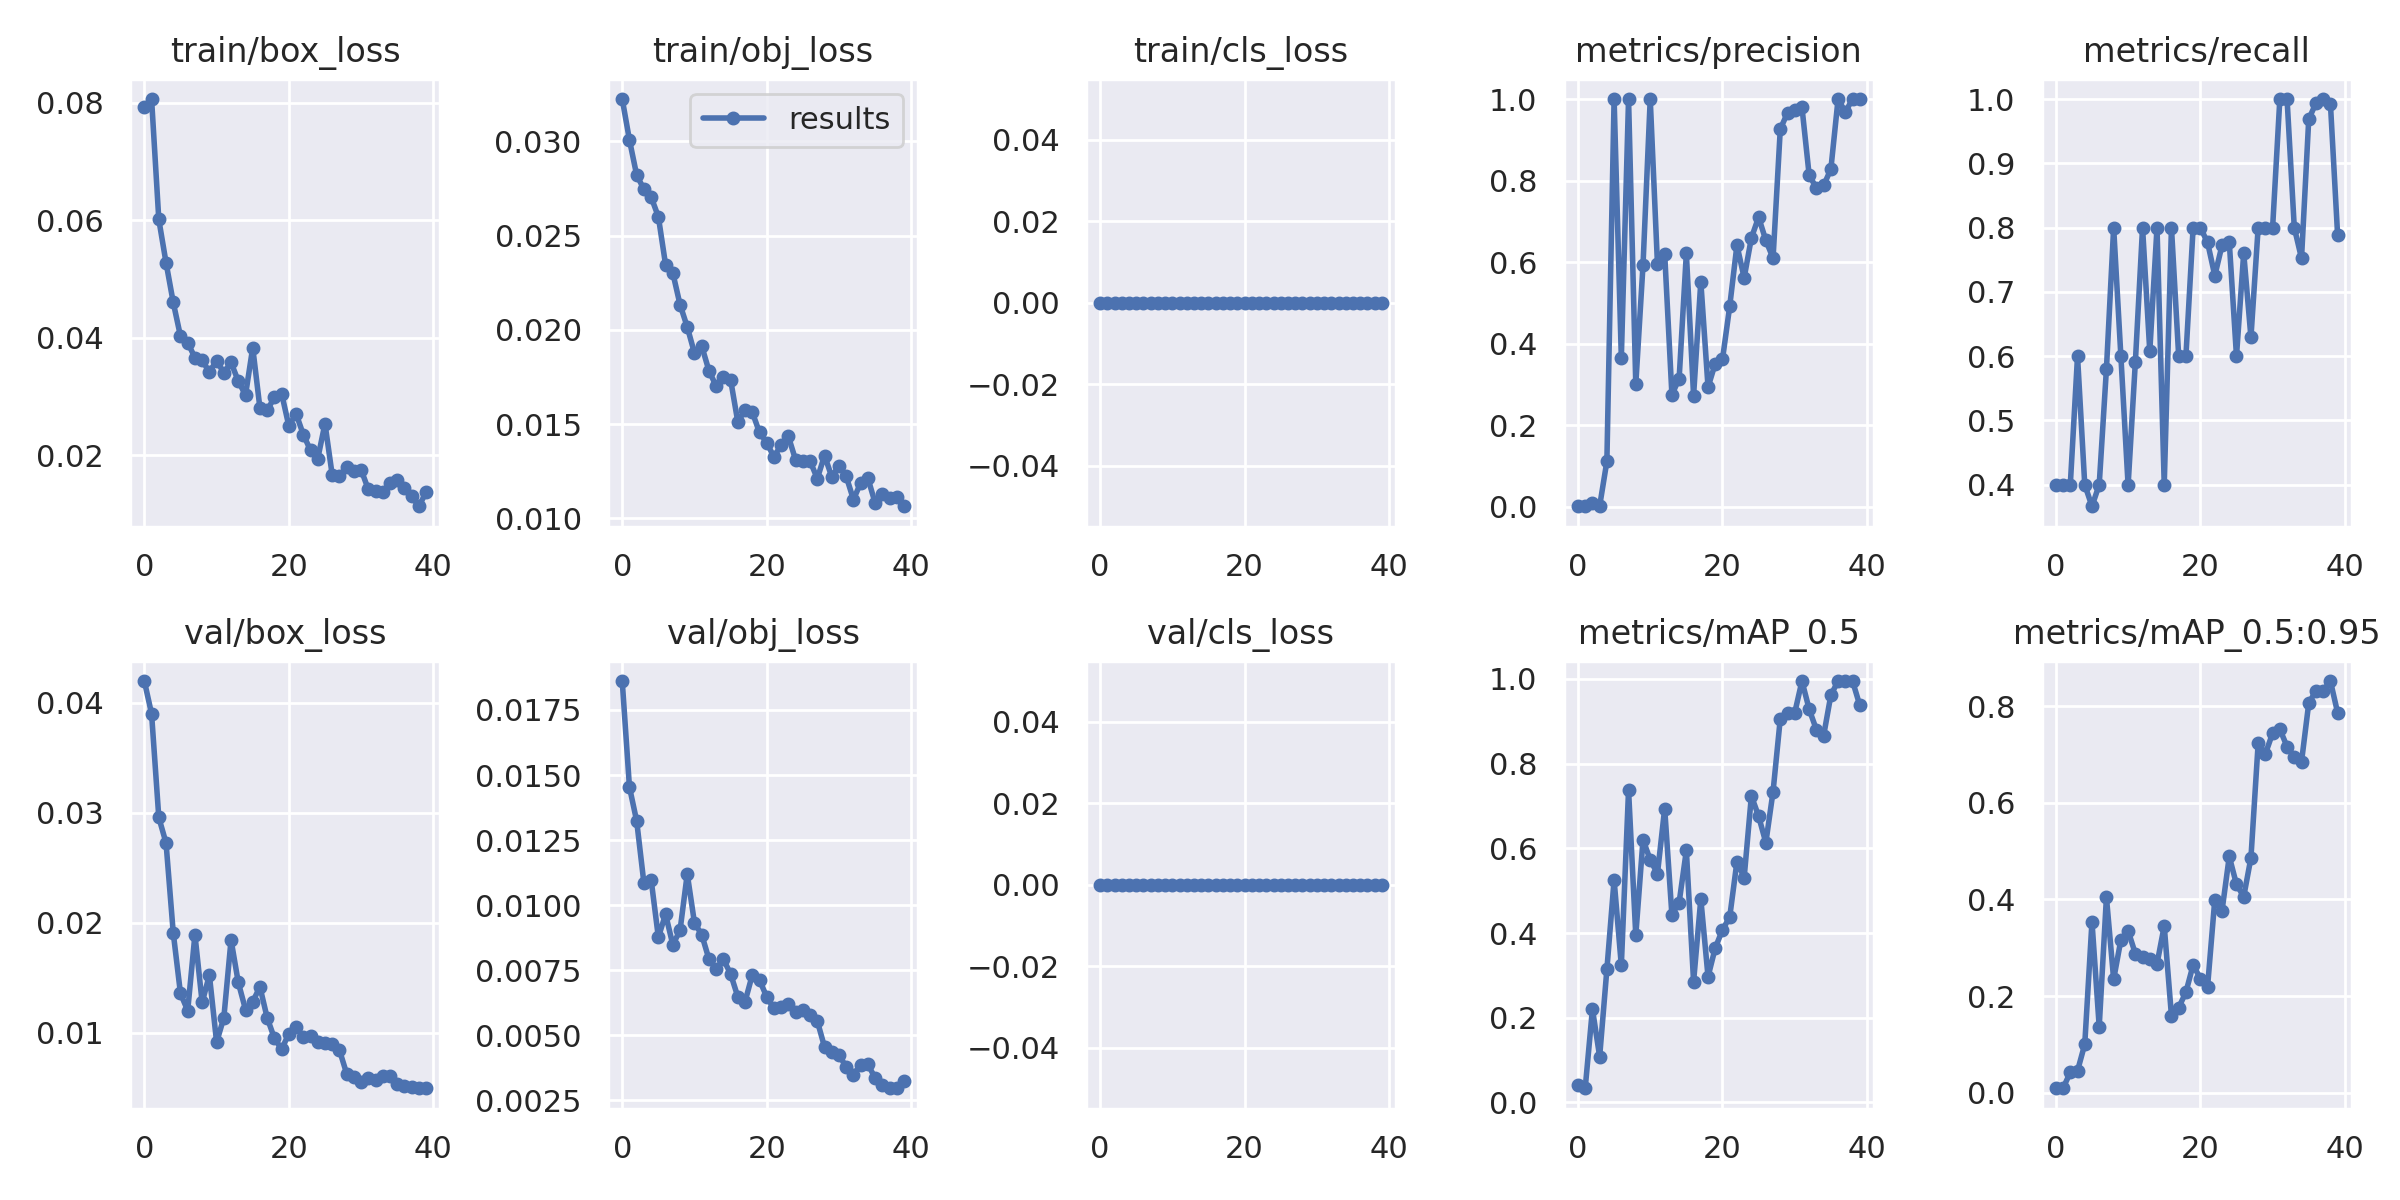 train/box_loss
0.08
0.06
0.04
0.02
0 20 40
train/obj_loss
results
0.030
0.025
0.020
0.015
0.010
0 20 40
train/cls_loss
0.04
0.02
0.00
−0.02
−0.04
0 20 40
metrics/precision
1.0
0.8
0.6
0.4
0.2
0.0
0 20 40
metrics/recall
1.0
0.9
0.8
0.7
0.6
0.5
0.4
0 20 40
val/box_loss
0.04
0.03
0.02
0.01
0 20 40
val/obj_loss
0.0175
0.0150
0.0125
0.0100
0.0075
0.0050
0.0025
0 20 40
val/cls_loss
0.04
0.02
0.00
−0.02
−0.04
0 20 40
metrics/mAP_0.5
1.0
0.8
0.6
0.4
0.2
0.0
0 20 40
metrics/mAP_0.5:0.95
0.8
0.6
0.4
0.2
0.0
0 20 40